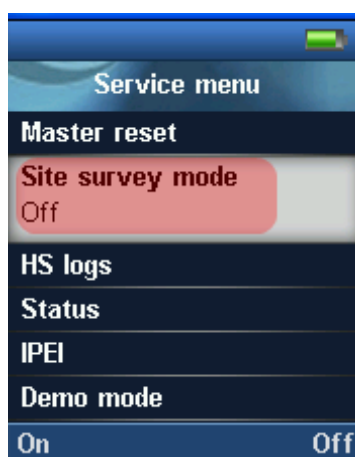 Service menu
Master reset
Site survey mode
Off
HS logs
Status
IPEI
Demo mode
On Off